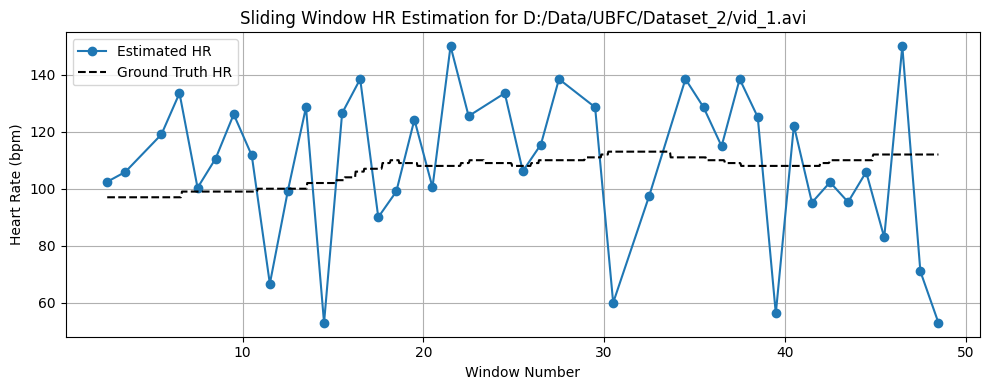 Sliding Window HR Estimation for D:/Data/UBFC/Dataset_2/vid_1.avi
Estimated HR
Ground Truth HR
Heart Rate (bpm)
140
120
100
80
60
10
20
30
40
50
Window Number